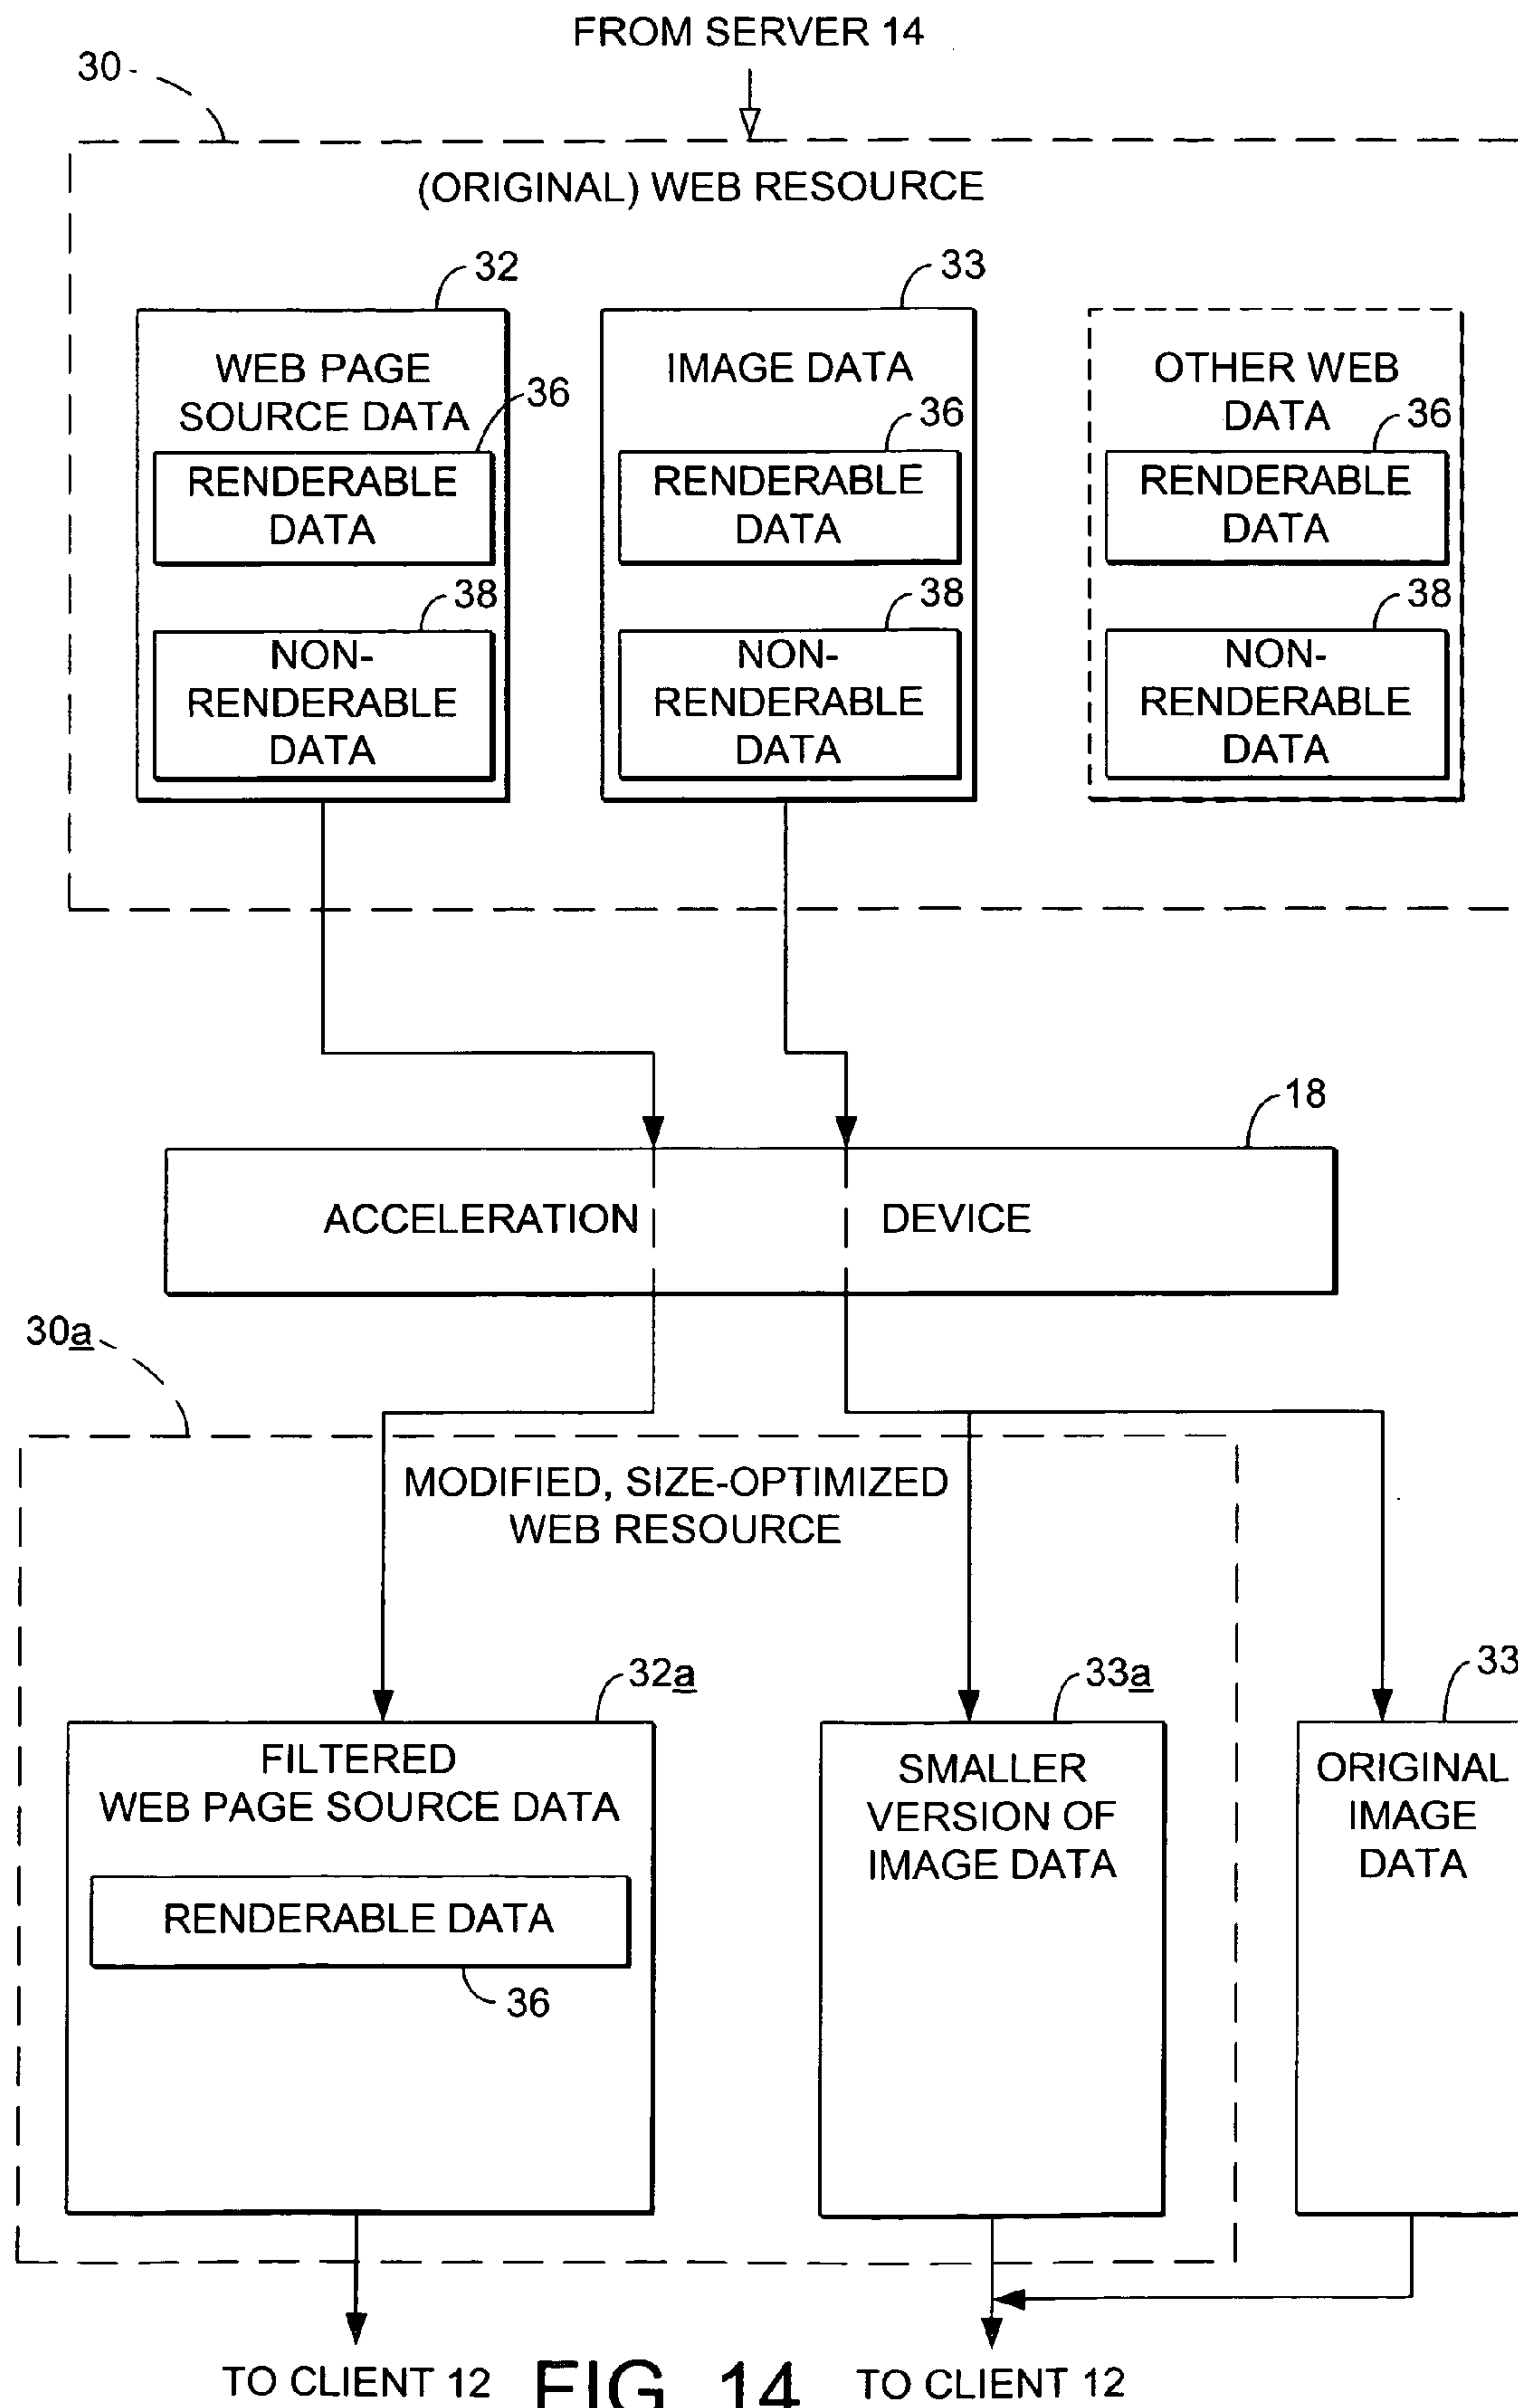 FROM SERVER 14
30
(ORIGINAL) WEB RESOURCE
32
33
WEB PAGE
SOURCE DATA
36
RENDERABLE
DATA
38
NON-
RENDERABLE
DATA
IMAGE DATA
36
RENDERABLE
DATA
38
NON-
RENDERABLE
DATA
OTHER WEB
DATA
36
RENDERABLE
DATA
38
NON-
RENDERABLE
DATA
18
ACCELERATION DEVICE
30a
MODIFIED, SIZE-OPTIMIZED
WEB RESOURCE
32a
FILTERED
WEB PAGE SOURCE DATA
RENDERABLE DATA
36
33a
SMALLER
VERSION OF
IMAGE DATA
33
ORIGINAL
IMAGE
DATA
TO CLIENT 12
FIG. 14
TO CLIENT 12